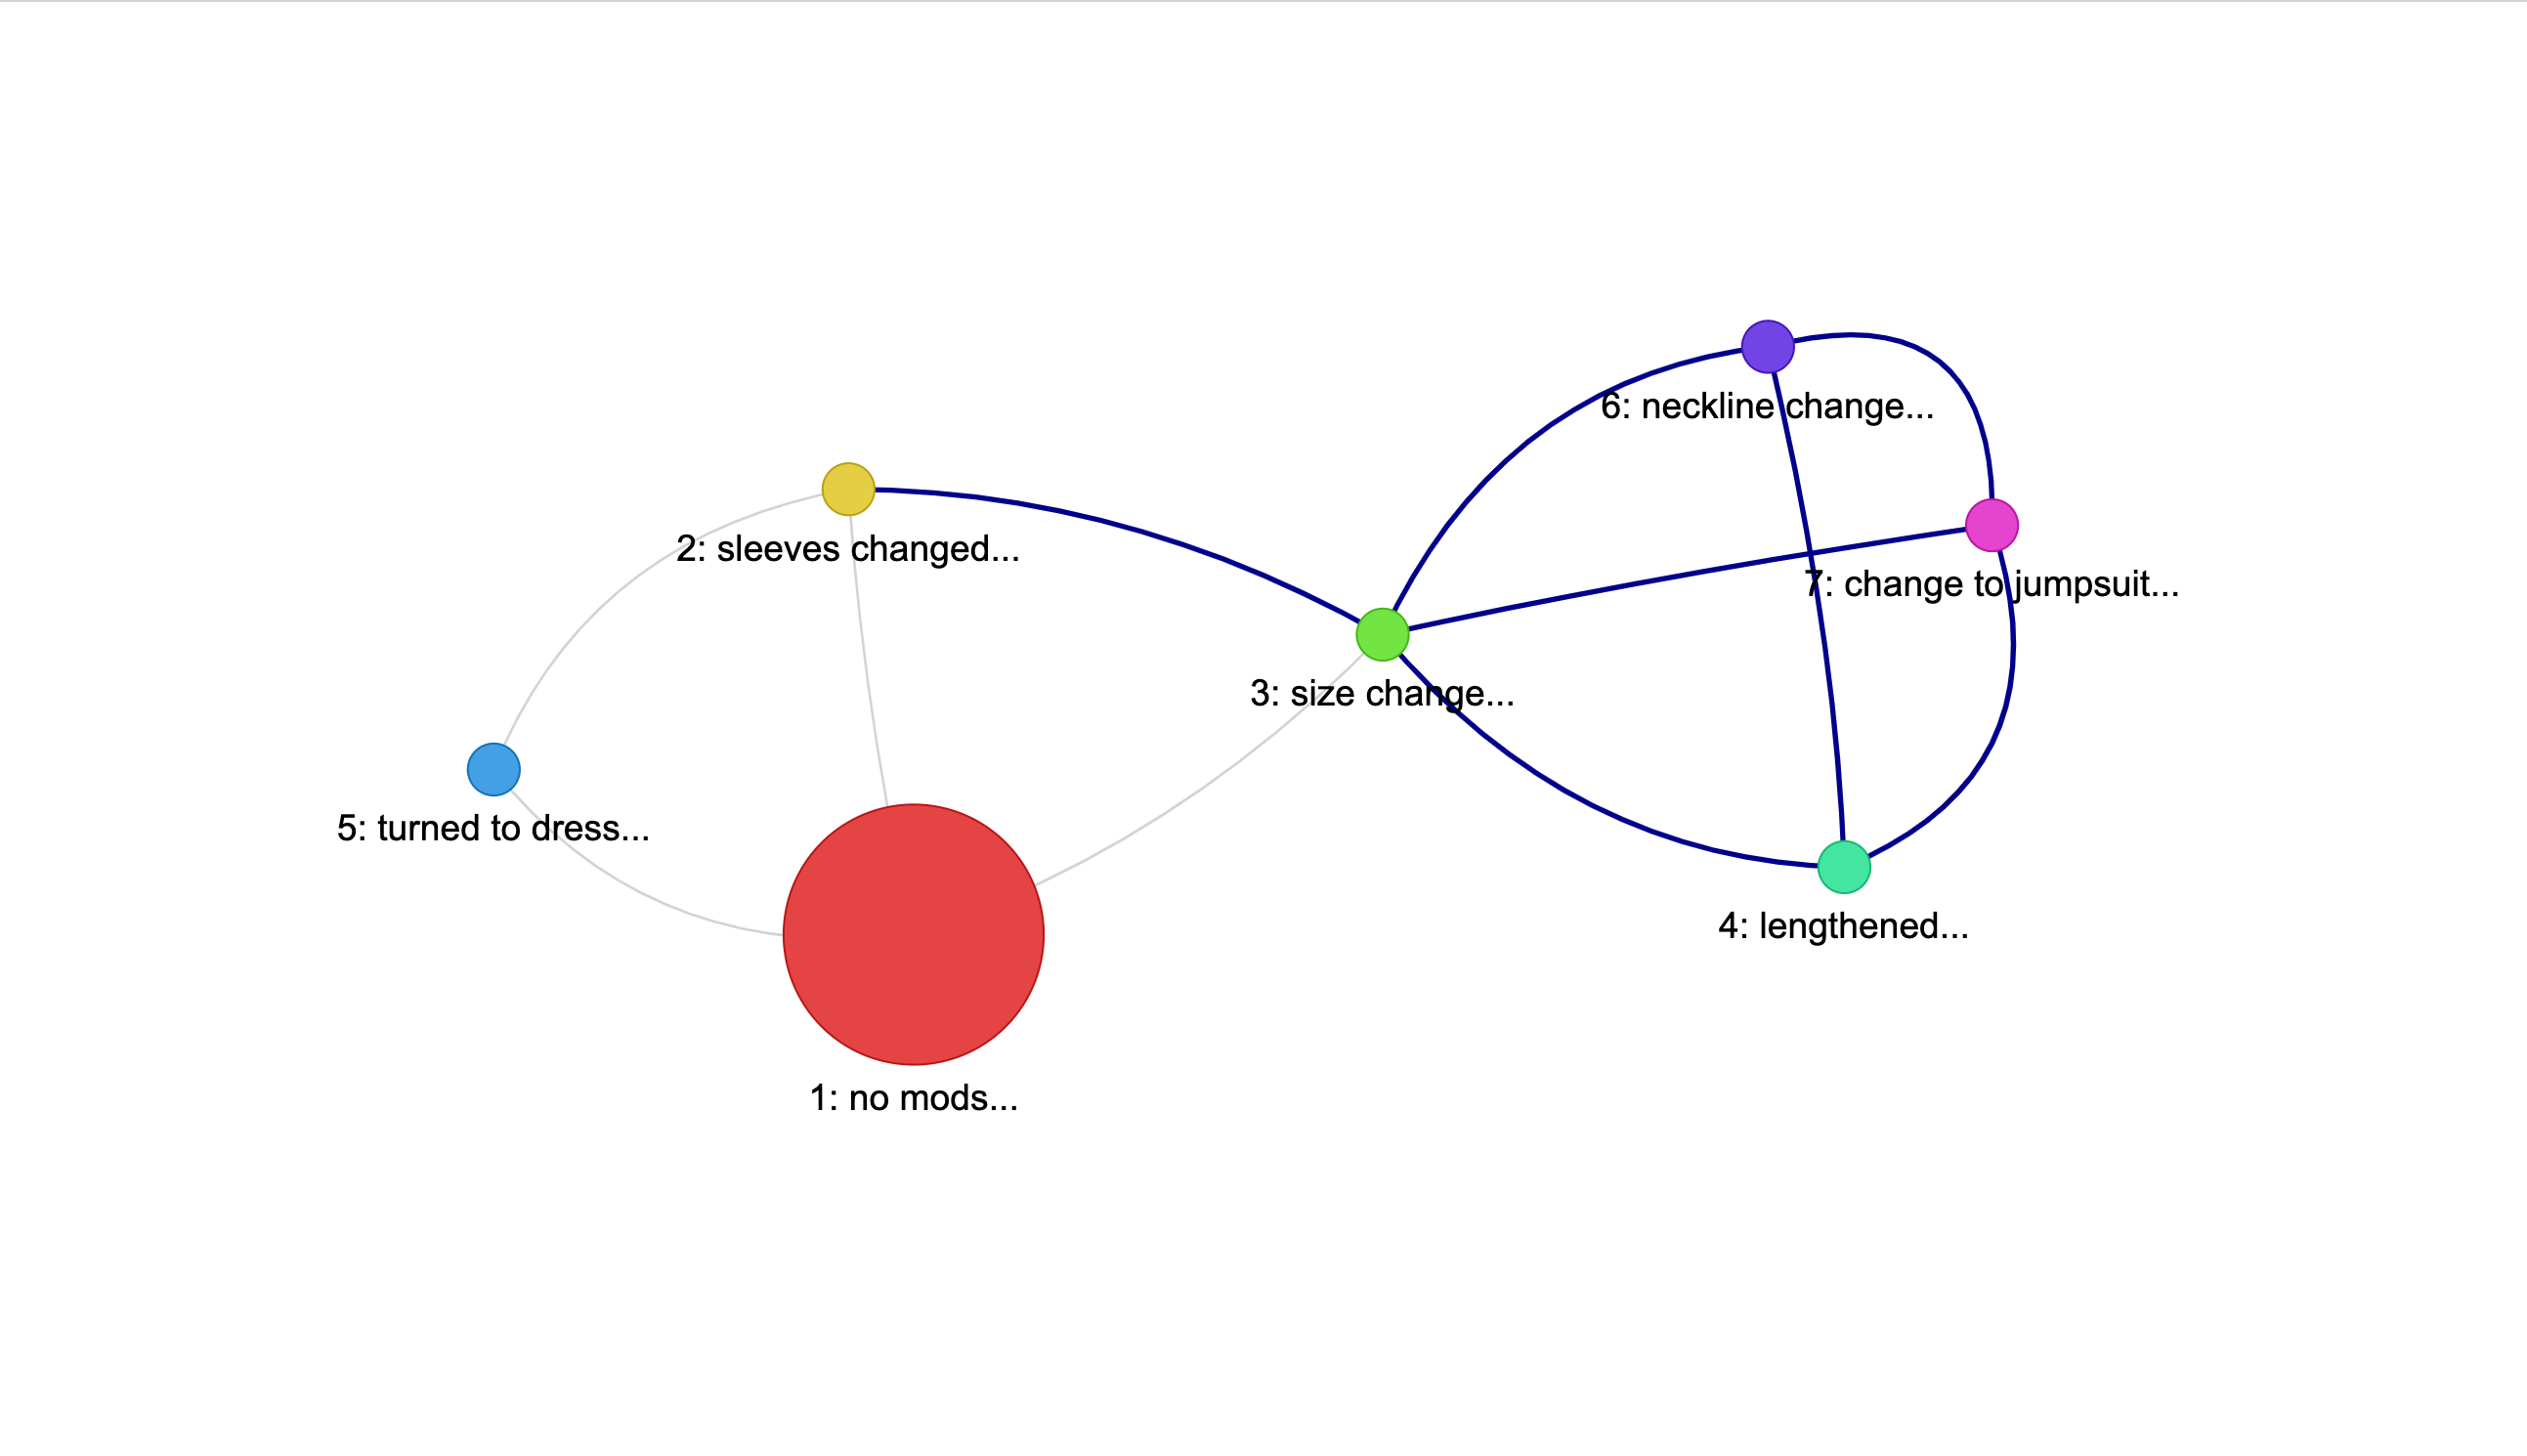 6: neckline change...
2: sleeves changed...
7: change to jumpsuit...
3: size change...
5: turned to dress...
4: lengthened...
1: no mods...